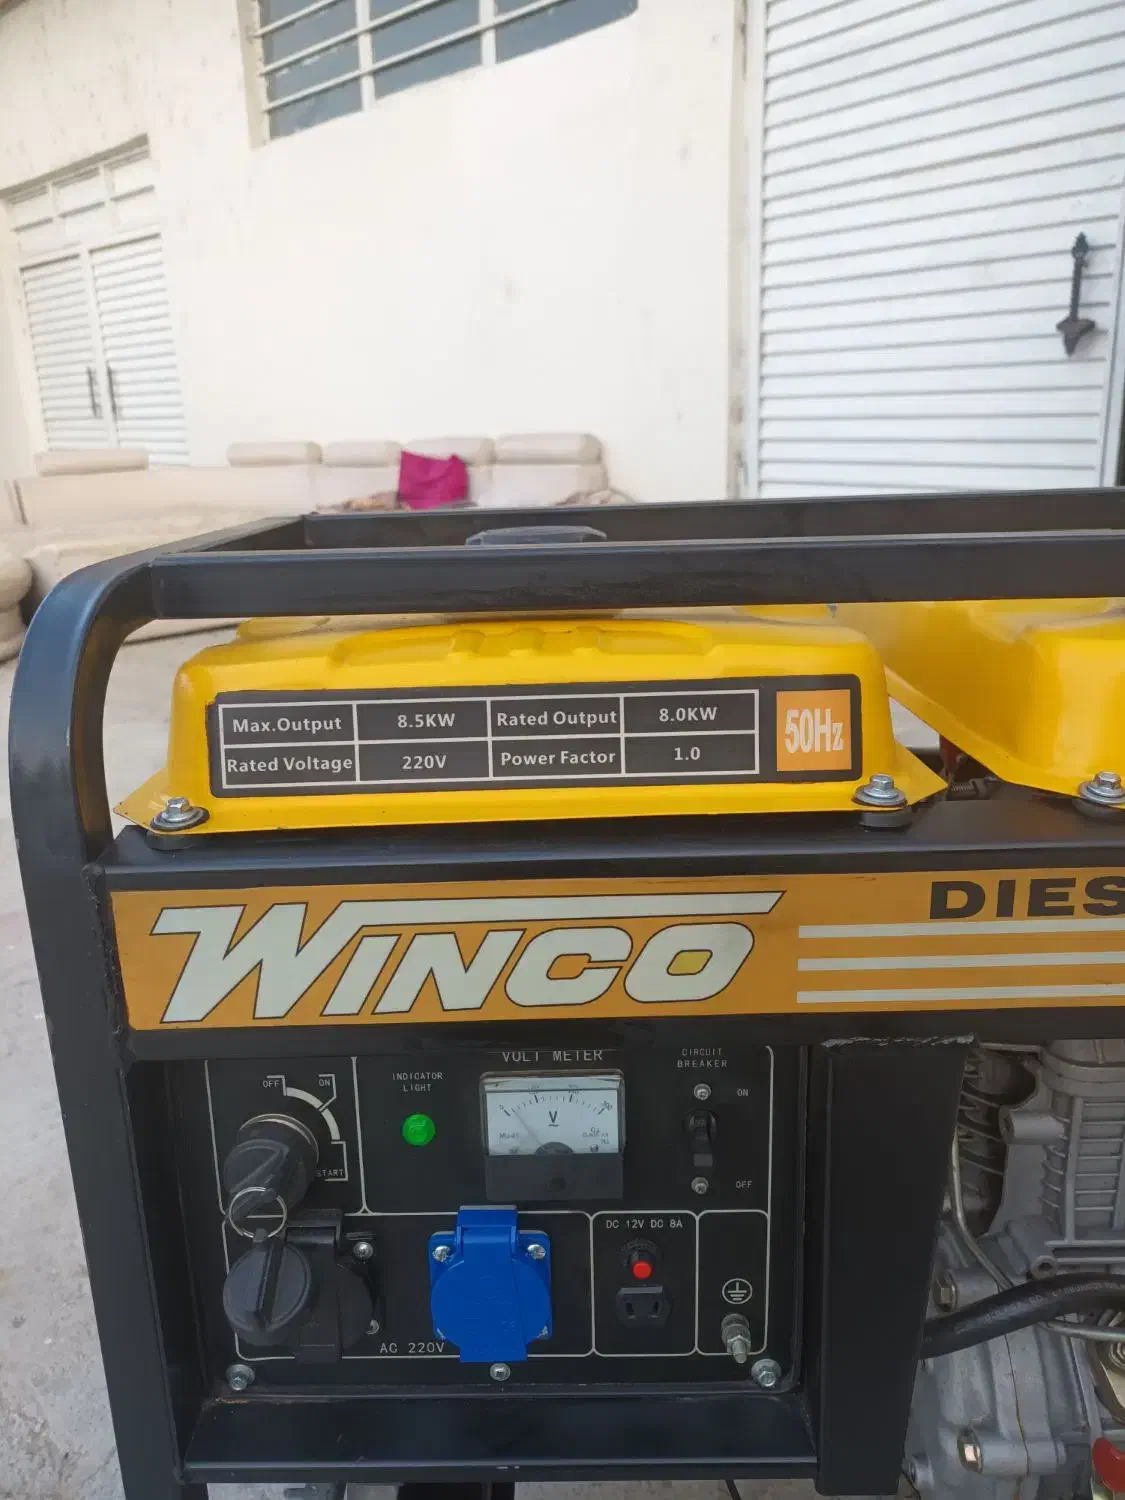 Max.Output 8.5KW Rated Output 8.0KW
Rated Voltage 220V Power Factor 1.0
50Hz
DIES
WINCO
VOLT METER
CIRCUIT
BREAKER
INDICATOR
LIGHT
OFF ON
START
ON
OFF
V
300
DC 12V DC 8A
AC 220V